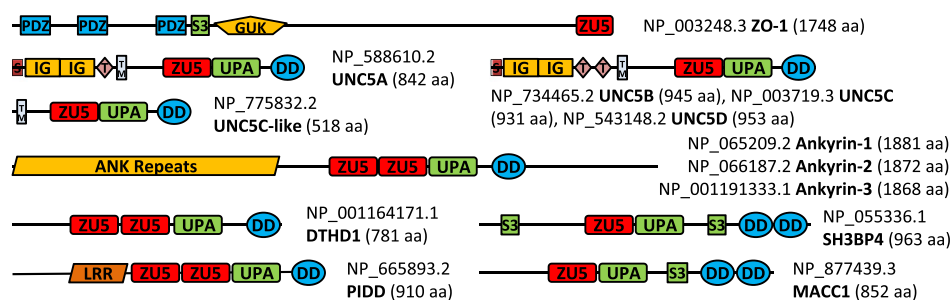 PDZ PDZ PDZ S3 GUK ZU5 NP_003248.3 ZO-1 (1748 aa)
S IG IG T TM ZU5 UPA DD NP_588610.2
UNC5A (842 aa)
S IG IG T T TM ZU5 UPA DD
NP_734465.2 UNC5B (945 aa), NP_003719.3 UNC5C
(931 aa), NP_543148.2 UNC5D (953 aa)
TM ZU5 UPA DD NP_775832.2
UNC5C-like (518 aa)
ANK Repeats ZU5 ZU5 UPA DD
NP_065209.2 Ankyrin-1 (1881 aa)
NP_066187.2 Ankyrin-2 (1872 aa)
NP_001191333.1 Ankyrin-3 (1868 aa)
ZU5 ZU5 UPA DD NP_001164171.1
DTHD1 (781 aa)
S3 ZU5 UPA S3 DD DD NP_055336.1
SH3BP4 (963 aa)
LRR ZU5 ZU5 UPA DD NP_665893.2
PIDD (910 aa)
ZU5 UPA S3 DD DD NP_877439.3
MACC1 (852 aa)